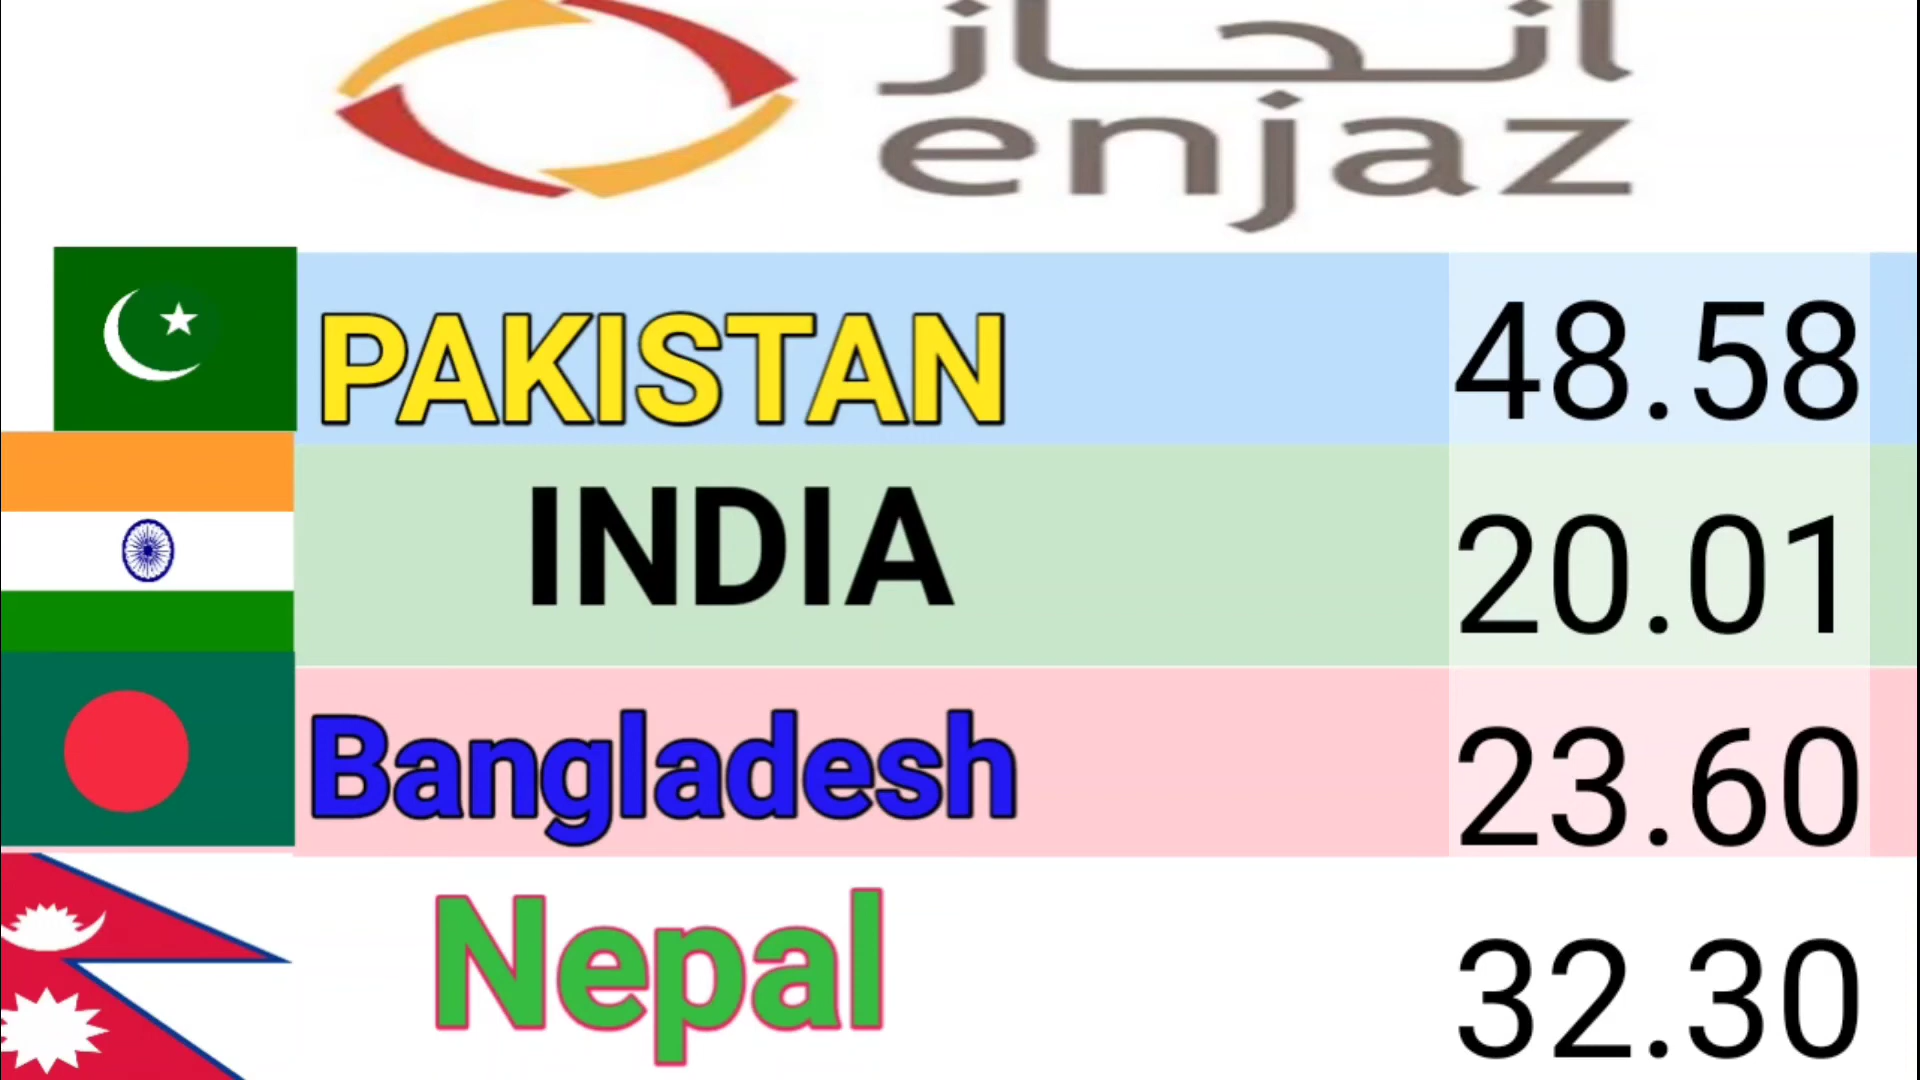 انجاز
enjaz
PAKISTAN 48.58
INDIA 20.01
Bangladesh 23.60
Nepal 32.30